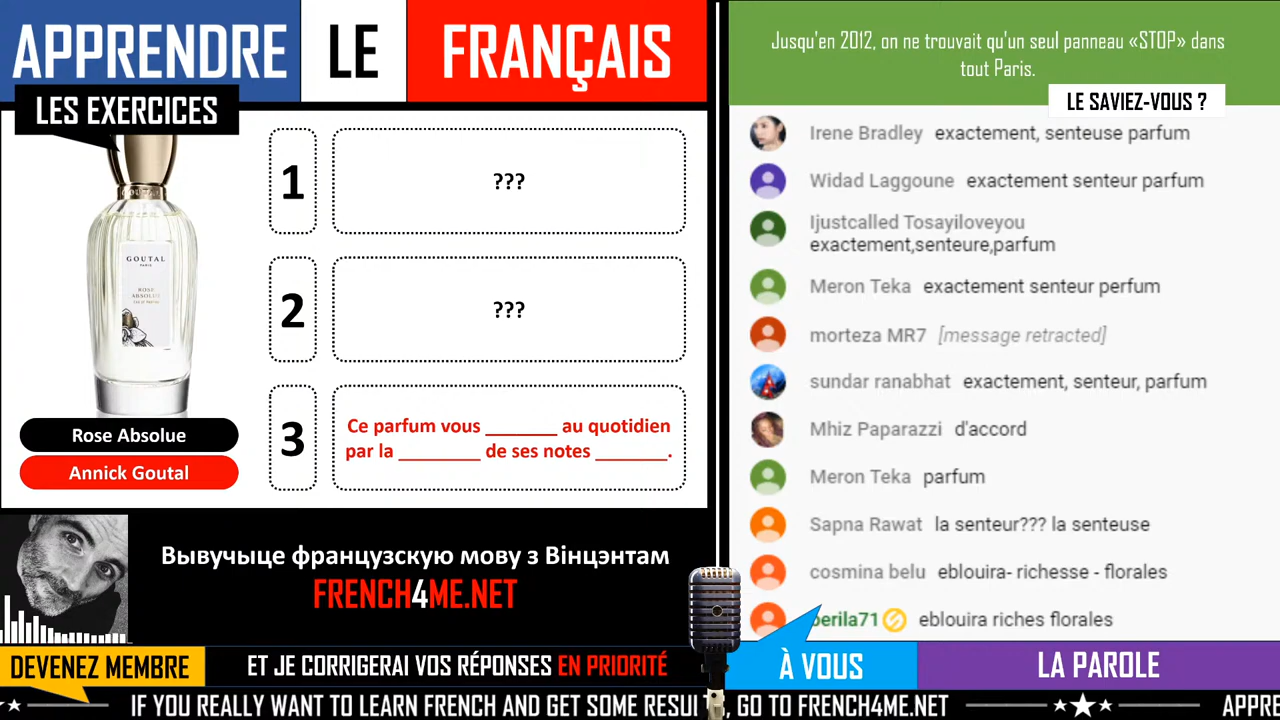 APPRENDRE LE FRANÇAIS
LES EXERCICES
GOUTAL
GOUTAL
PARIS
ROSE
ABSOLUE
Rose Absolue
Annick Goutal
1
???
2
???
3
Ce parfum vous _______ au quotidien
par la ________ de ses notes _______.
Вывучыце французскую мову з Вінцэнтам
FRENCH4ME.NET
DEVENEZ MEMBRE
ET JE CORRIGERAI VOS RÉPONSES EN PRIORITÉ
Jusqu'en 2012, on ne trouvait qu'un seul panneau «STOP» dans
tout Paris.
LE SAVIEZ-VOUS ?
Irene Bradley exactement, senteuse parfum
Widad Laggoune exactement senteur parfum
Ijustcalled Tosayiloveyou
exactement,senteure,parfum
Meron Teka exactement senteur perfum
morteza MR7 [message retracted]
sundar ranabhat exactement, senteur, parfum
Mhiz Paparazzi d'accord
Meron Teka parfum
Sapna Rawat la senteur??? la senteuse
cosmina belu eblouira- richesse - florales
perila71 eblouira riches florales
À VOUS
LA PAROLE
IF YOU REALLY WANT TO LEARN FRENCH AND GET SOME RESU , GO TO FRENCH4ME.NET
APPRE